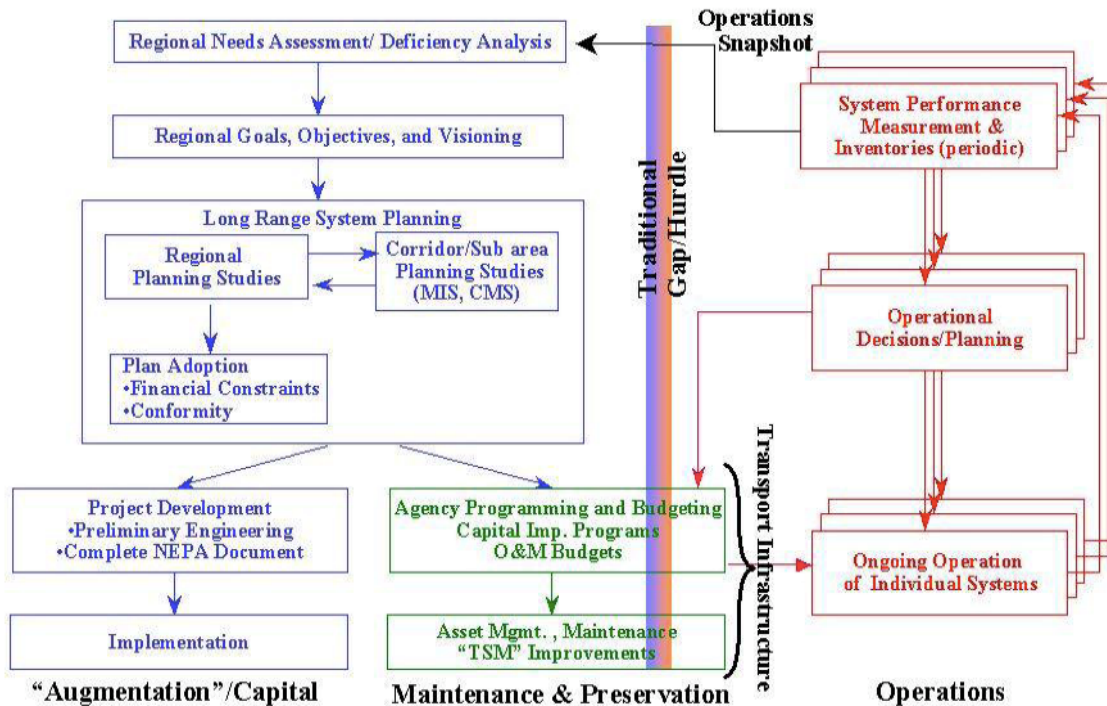 Operations
Snapshot
Regional Needs Assessment/ Deficiency Analysis
Regional Goals, Objectives, and Visioning
Long Range System Planning
Regional
Planning Studies
Corridor/Sub area
Planning Studies
(MIS, CMS)
Plan Adoption
•Financial Constraints
•Conformity
Traditional
Gap/Hurdle
System Performance
Measurement &
Inventories (periodic)
Operational
Decisions/Planning
Project Development
•Preliminary Engineering
•Complete NEPA Document
Agency Programming and Budgeting
Capital Imp. Programs
O&M Budgets
Transport Infrastructure
Ongoing Operation
of Individual Systems
Implementation
Asset Mgmt. , Maintenance
“TSM” Improvements
“Augmentation”/Capital
Maintenance & Preservation
Operations